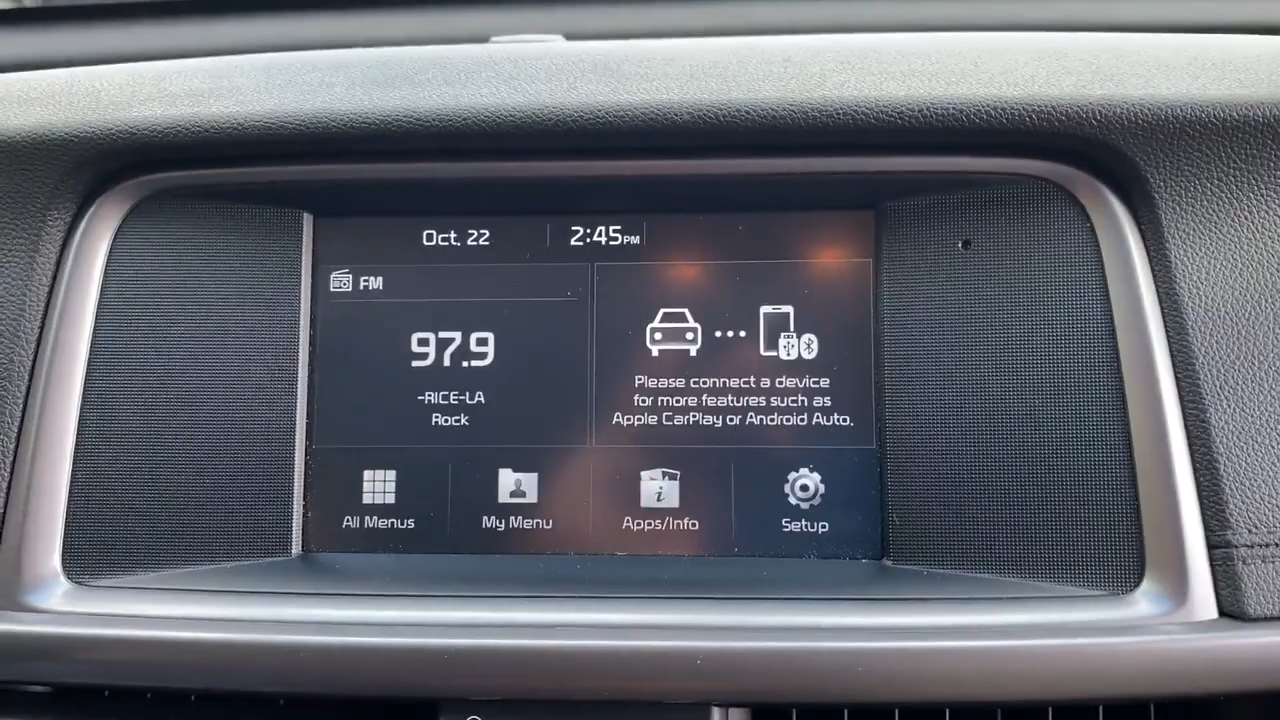 Oct. 22
2:45PM
FM
97.9
-RICE-LA
Rock
Please connect a device
for more features such as
Apple CarPlay or Android Auto.
All Menus
My Menu
Apps/Info
Setup